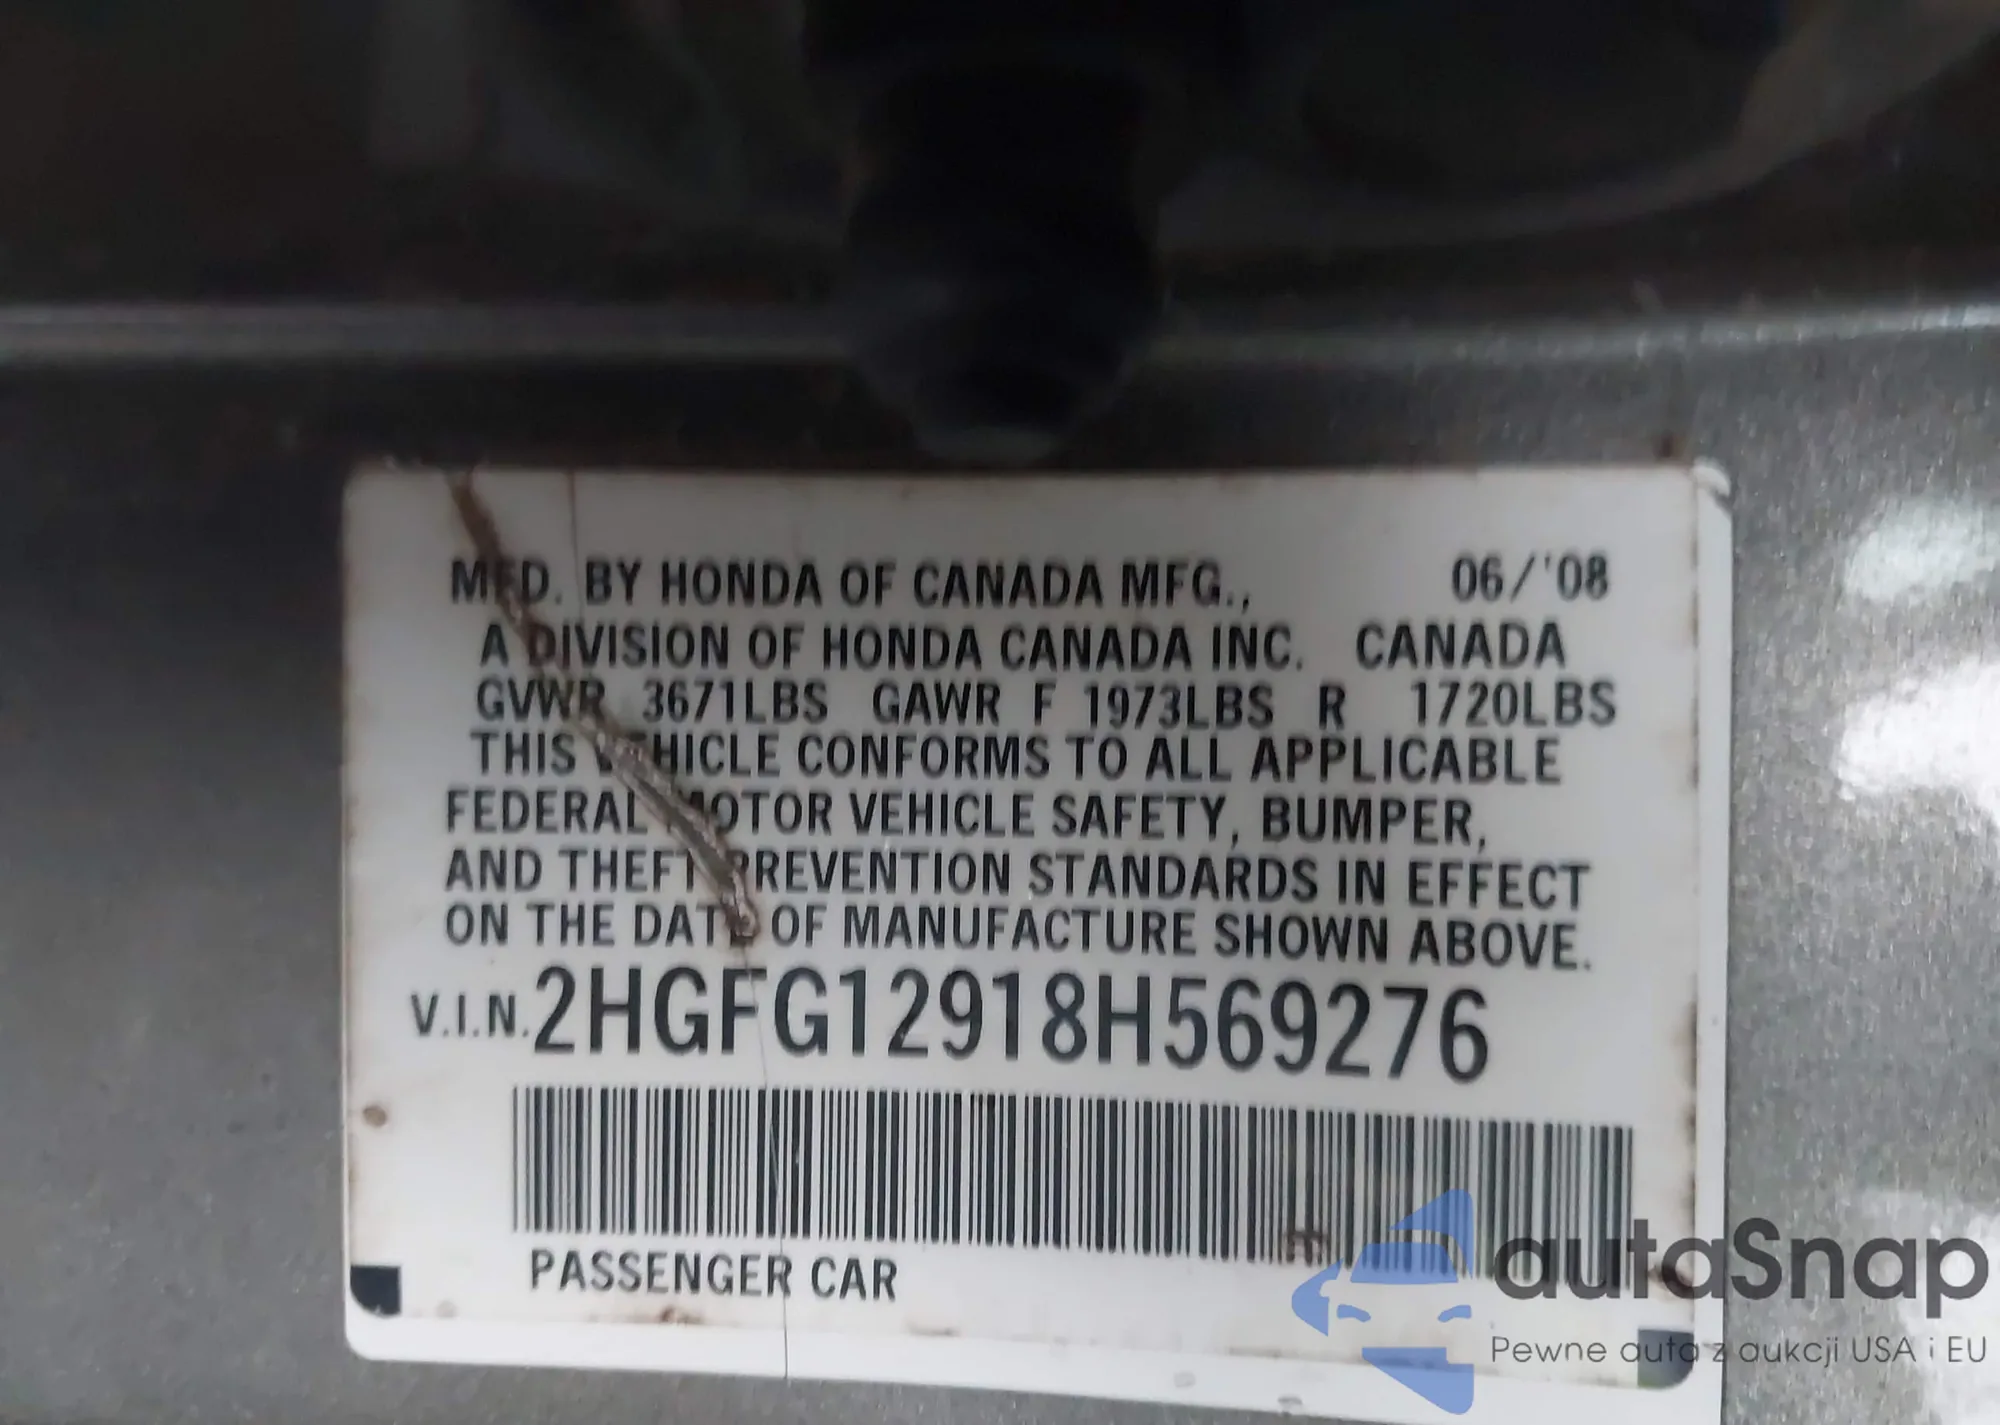 MFD. BY HONDA OF CANADA MFG., 06/'08
A DIVISION OF HONDA CANADA INC. CANADA
GVWR 3671LBS GAWR F 1973LBS R 1720LBS
THIS VEHICLE CONFORMS TO ALL APPLICABLE
FEDERAL MOTOR VEHICLE SAFETY, BUMPER,
AND THEFT PREVENTION STANDARDS IN EFFECT
ON THE DATE OF MANUFACTURE SHOWN ABOVE.
V.I.N. 2HGFG12918H569276
PASSENGER CAR
autaSnap
Pewne auta z aukcji USA i EU